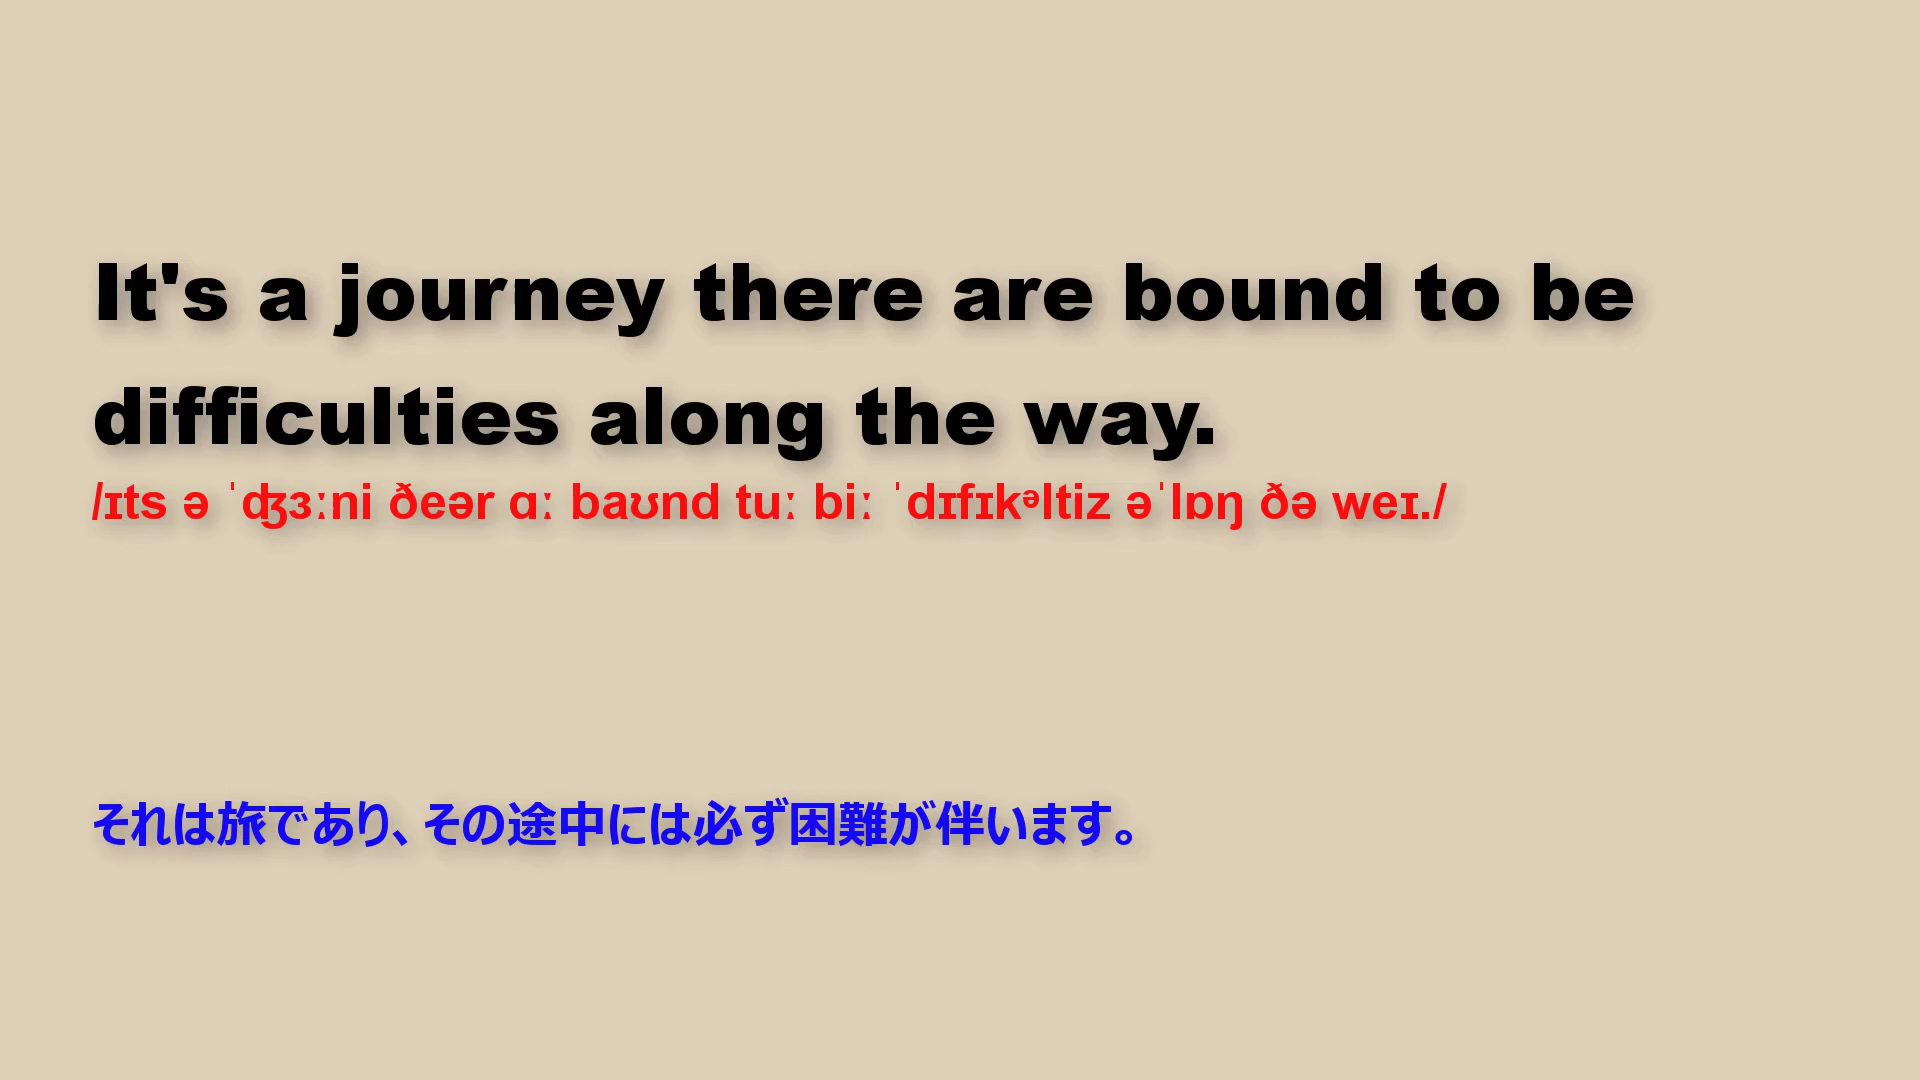 It's a journey there are bound to be
difficulties along the way.
/ɪts ə ˈʤɜːni ðeər ɑː baʊnd tuː biː ˈdɪfɪkᵊltiz əˈlɒŋ ðə weɪ./
それは旅であり、その途中には必ず困難が伴います。